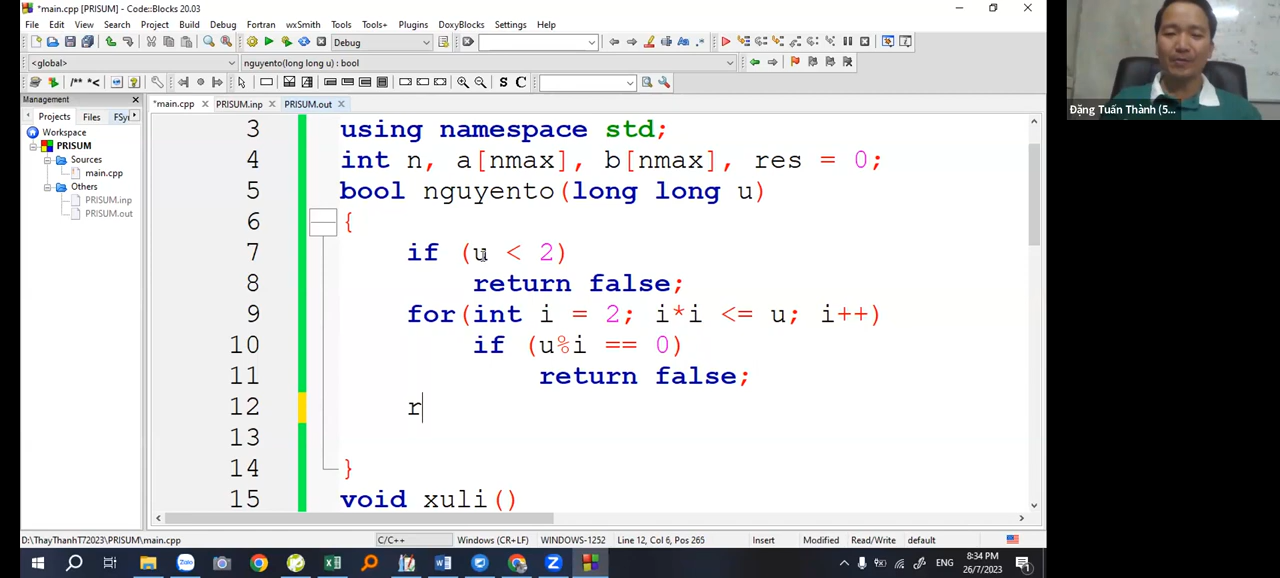 *main.cpp [PRISUM] - Code::Blocks 20.03
File Edit View Search Project Build Debug Fortran wxSmith Tools Tools+ Plugins DoxyBlocks Settings Help
Debug
<global> nguyento(long long u) : bool
/** *< S C
Management
Projects Files FSy
Workspace
PRISUM
Sources
main.cpp
Others
PRISUM.inp
PRISUM.out
*main.cpp PRISUM.inp PRISUM.out
3 using namespace std;
4 int n, a[nmax], b[nmax], res = 0;
5 bool nguyento(long long u)
6 {
7 if (u < 2)
8 return false;
9 for(int i = 2; i*i <= u; i++)
10 if (u%i == 0)
11 return false;
12 r
13
14 }
15 void xuli()
Đặng Tuấn Thành (5...
D:\ThayThanhT72023\PRISUM\main.cpp C/C++ Windows (CR+LF) WINDOWS-1252 Line 12, Col 6, Pos 265 Insert Modified Read/Write default
ENG
8:34 PM
26/7/2023